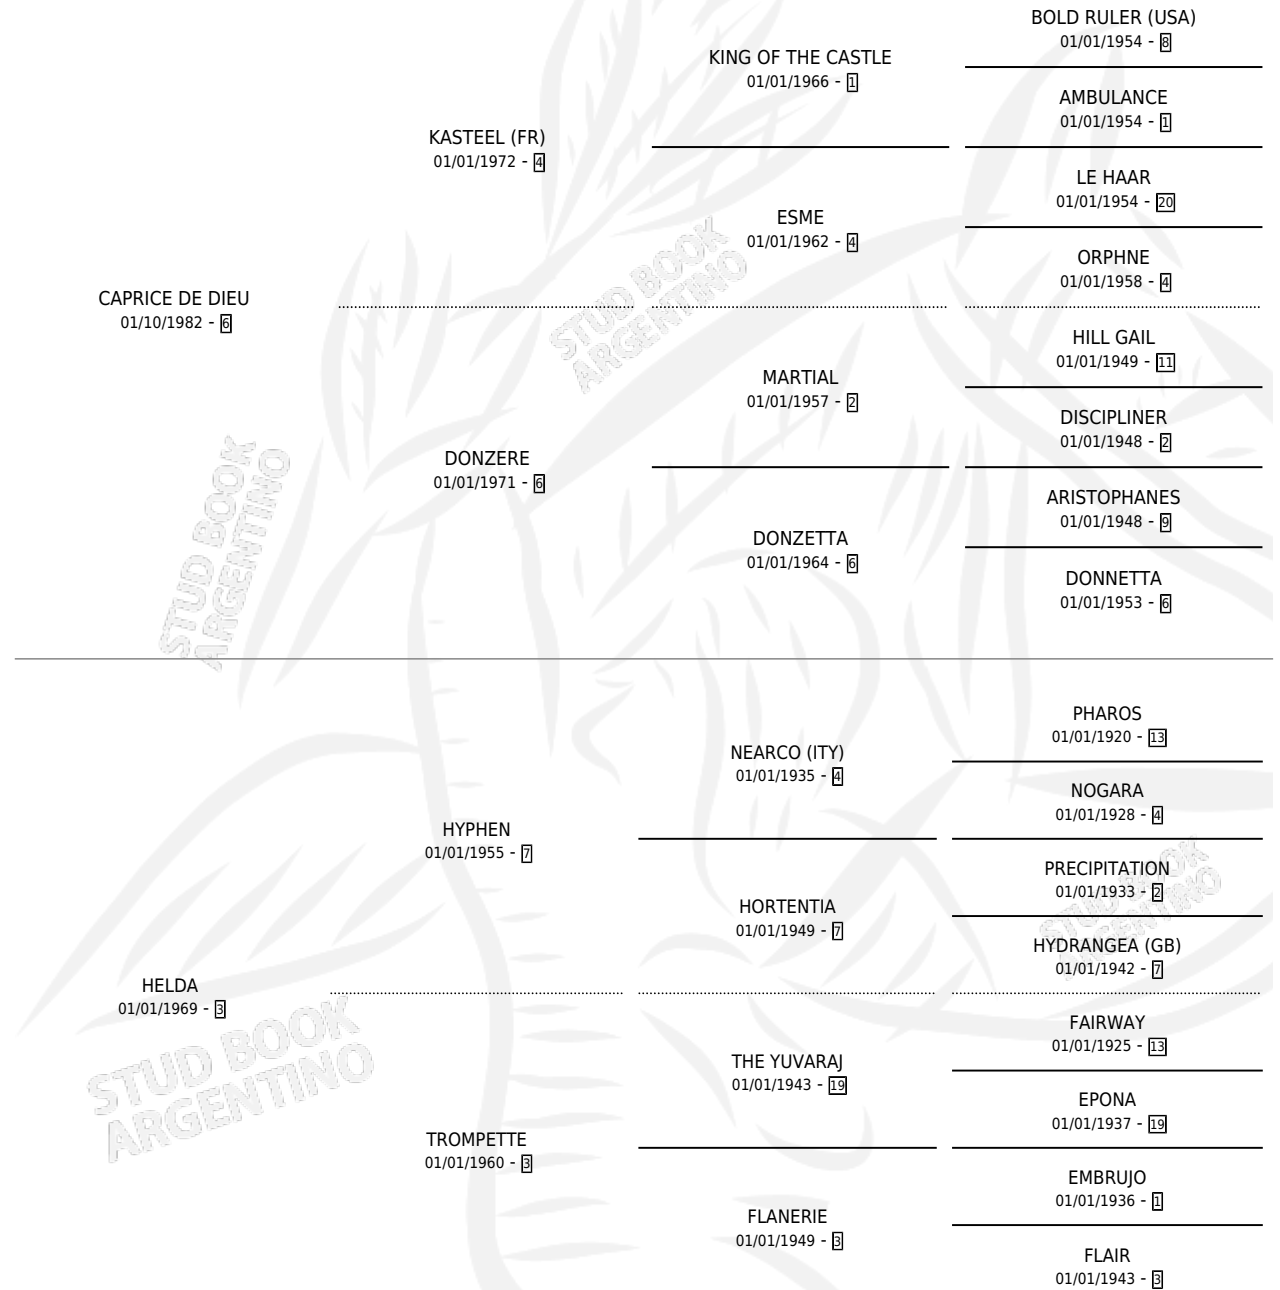 BOLD RULER (USA)
01/01/1954 - 8
KING OF THE CASTLE
01/01/1966 - 1
AMBULANCE
01/01/1954 - 1
KASTEEL (FR)
01/01/1972 - 4
LE HAAR
01/01/1954 - 20
ESME
01/01/1962 - 4
ORPHNE
01/01/1958 - 4
CAPRICE DE DIEU
01/10/1982 - 6
STUD BOOK
ARGENTINO
HILL GAIL
01/01/1949 - 11
MARTIAL
01/01/1957 - 2
DISCIPLINER
01/01/1948 - 2
DONZERE
01/01/1971 - 6
ARISTOPHANES
01/01/1948 - 9
DONZETTA
01/01/1964 - 6
DONNETTA
01/01/1953 - 6
STUD BOOK
ARGENTINO
PHAROS
01/01/1920 - 13
NEARCO (ITY)
01/01/1935 - 4
NOGARA
01/01/1928 - 4
HYPHEN
01/01/1955 - 7
PRECIPITATION
01/01/1933 - 2
HORTENTIA
01/01/1949 - 7
HYDRANGEA (GB)
01/01/1942 - 7
STUD BOOK
ARGENTINO
HELDA
01/01/1969 - 3
STUD BOOK
ARGENTINO
FAIRWAY
01/01/1925 - 13
THE YUVARAJ
01/01/1943 - 19
EPONA
01/01/1937 - 19
TROMPETTE
01/01/1960 - 3
EMBRUJO
01/01/1936 - 1
FLANERIE
01/01/1949 - 3
FLAIR
01/01/1943 - 3